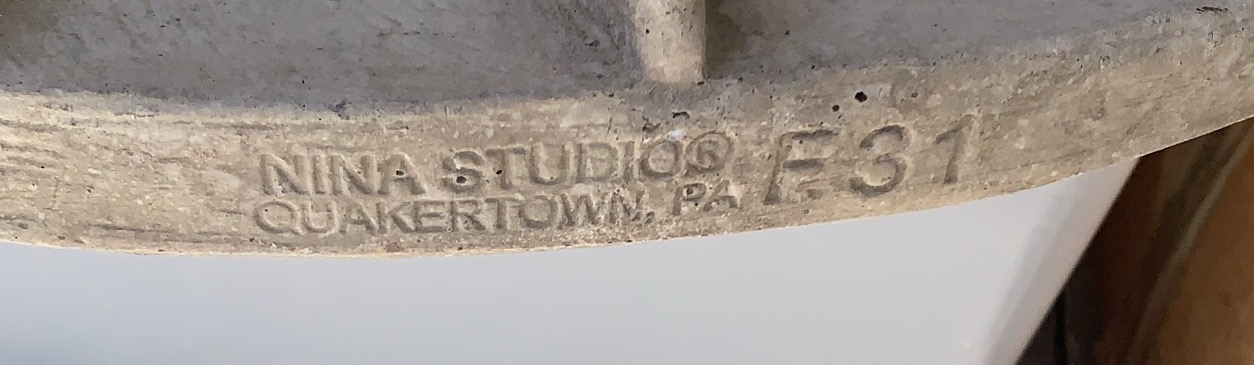 NINA STUDIO®
QUAKERTOWN, PA
F31